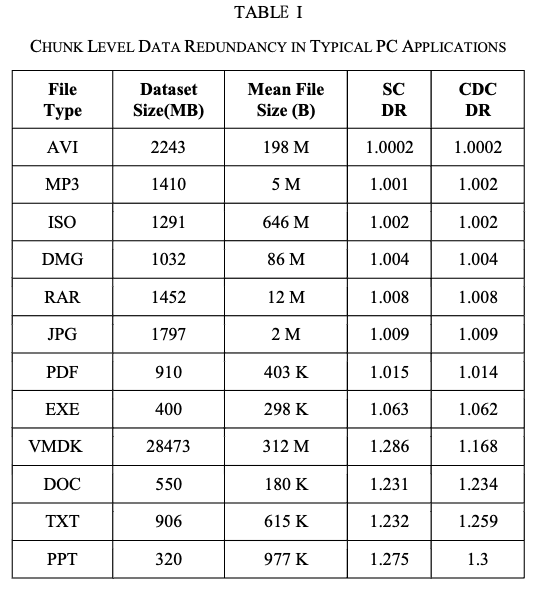 TABLE I
CHUNK LEVEL DATA REDUNDANCY IN TYPICAL PC APPLICATIONS
File Type Dataset Size(MB) Mean File Size (B) SC DR CDC DR
AVI 2243 198 M 1.0002 1.0002
MP3 1410 5 M 1.001 1.002
ISO 1291 646 M 1.002 1.002
DMG 1032 86 M 1.004 1.004
RAR 1452 12 M 1.008 1.008
JPG 1797 2 M 1.009 1.009
PDF 910 403 K 1.015 1.014
EXE 400 298 K 1.063 1.062
VMDK 28473 312 M 1.286 1.168
DOC 550 180 K 1.231 1.234
TXT 906 615 K 1.232 1.259
PPT 320 977 K 1.275 1.3